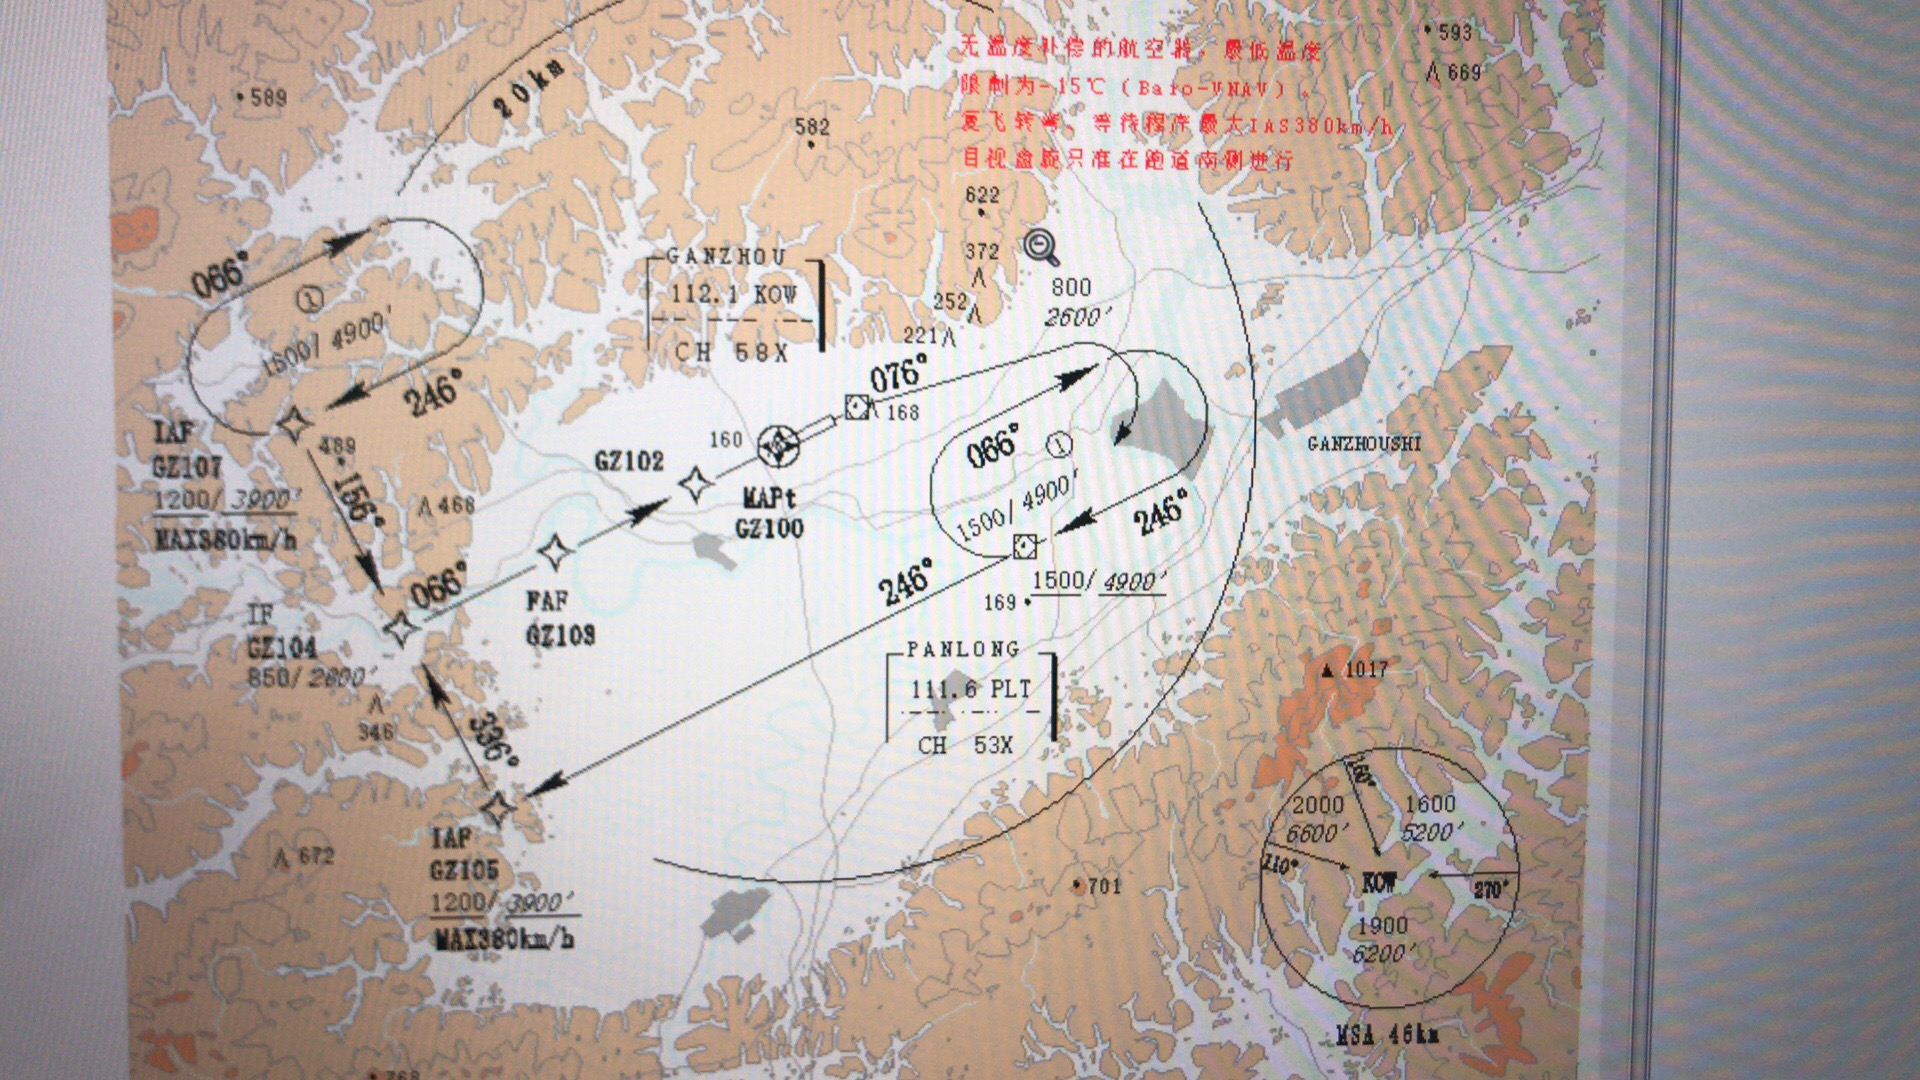 20km
无温度补偿的航空器，最低温度
限制为-15℃（Baro-VNAV）。
复飞转弯、等待程序最大IAS380km/h
目视盘旋只准在跑道南侧进行
593
669
589
582
622
372
252
221
800
2600'
GANZHOU
112.1 KOW
CH 58X
066°
1
1500/ 4900'
246°
076°
168
160
IAF
GZ107
1200/ 3900'
MAX380km/h
489
156°
468
GZ102
MAPt
GZ100
066°
1
1500/ 4900'
246°
GANZHOUSHI
066°
IF
GZ104
850/ 2800'
FAF
GZ103
246°
1500/ 4900'
169
346
336°
PANLONG
111.6 PLT
CH 53X
1017
IAF
GZ105
1200/ 3900'
MAX380km/h
672
701
160°
2000
6600'
1600
5200'
110°
KOW
270°
1900
6200'
MSA 46km
768